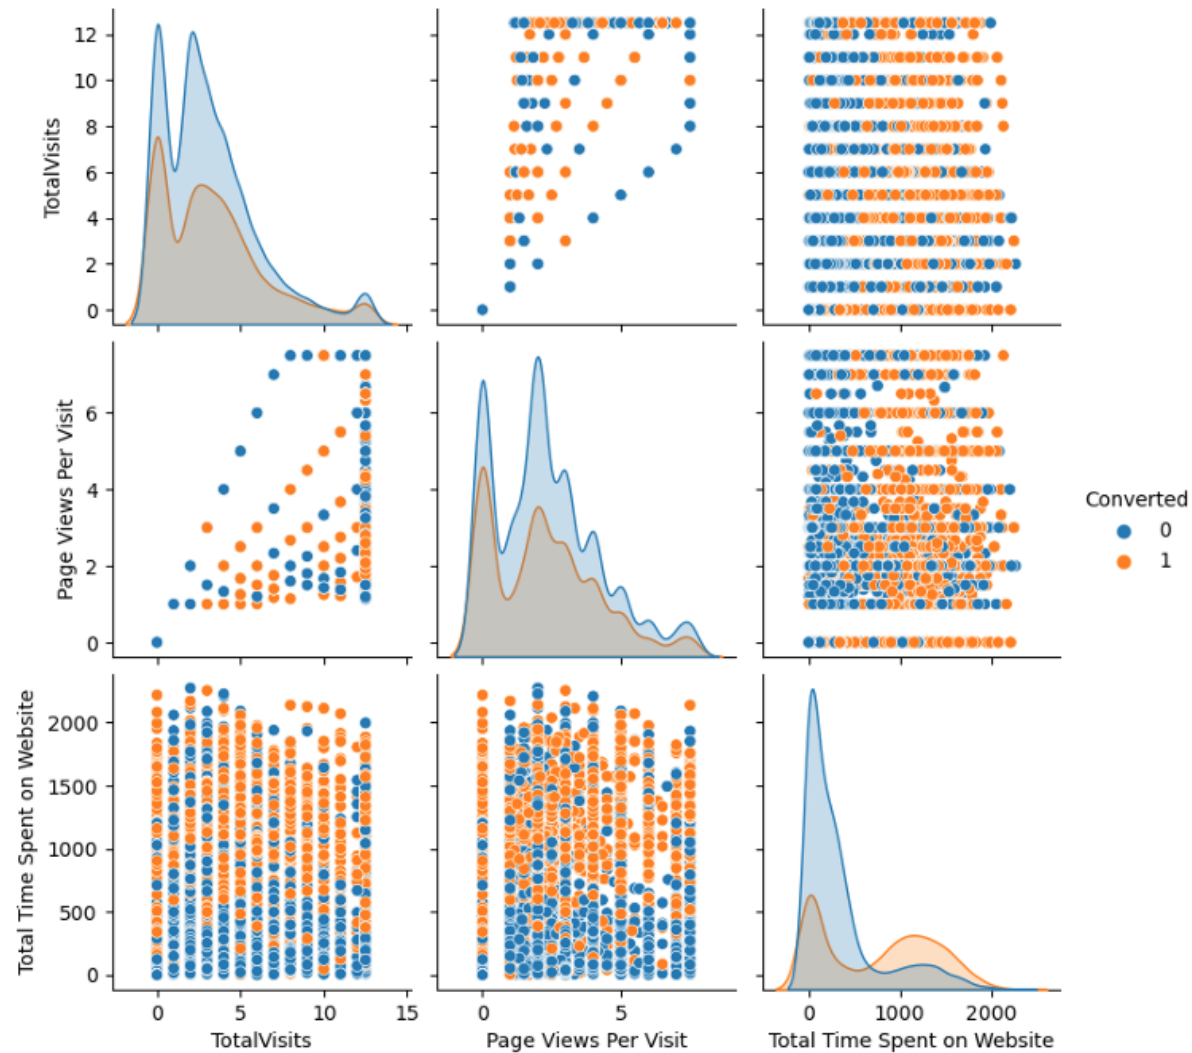 TotalVisits
12
10
8
6
4
2
0
Page Views Per Visit
6
4
2
0
Converted
0
1
Total Time Spent on Website
2000
1500
1000
500
0
0 5 10 15
0 5
0 1000 2000
TotalVisits
Page Views Per Visit
Total Time Spent on Website